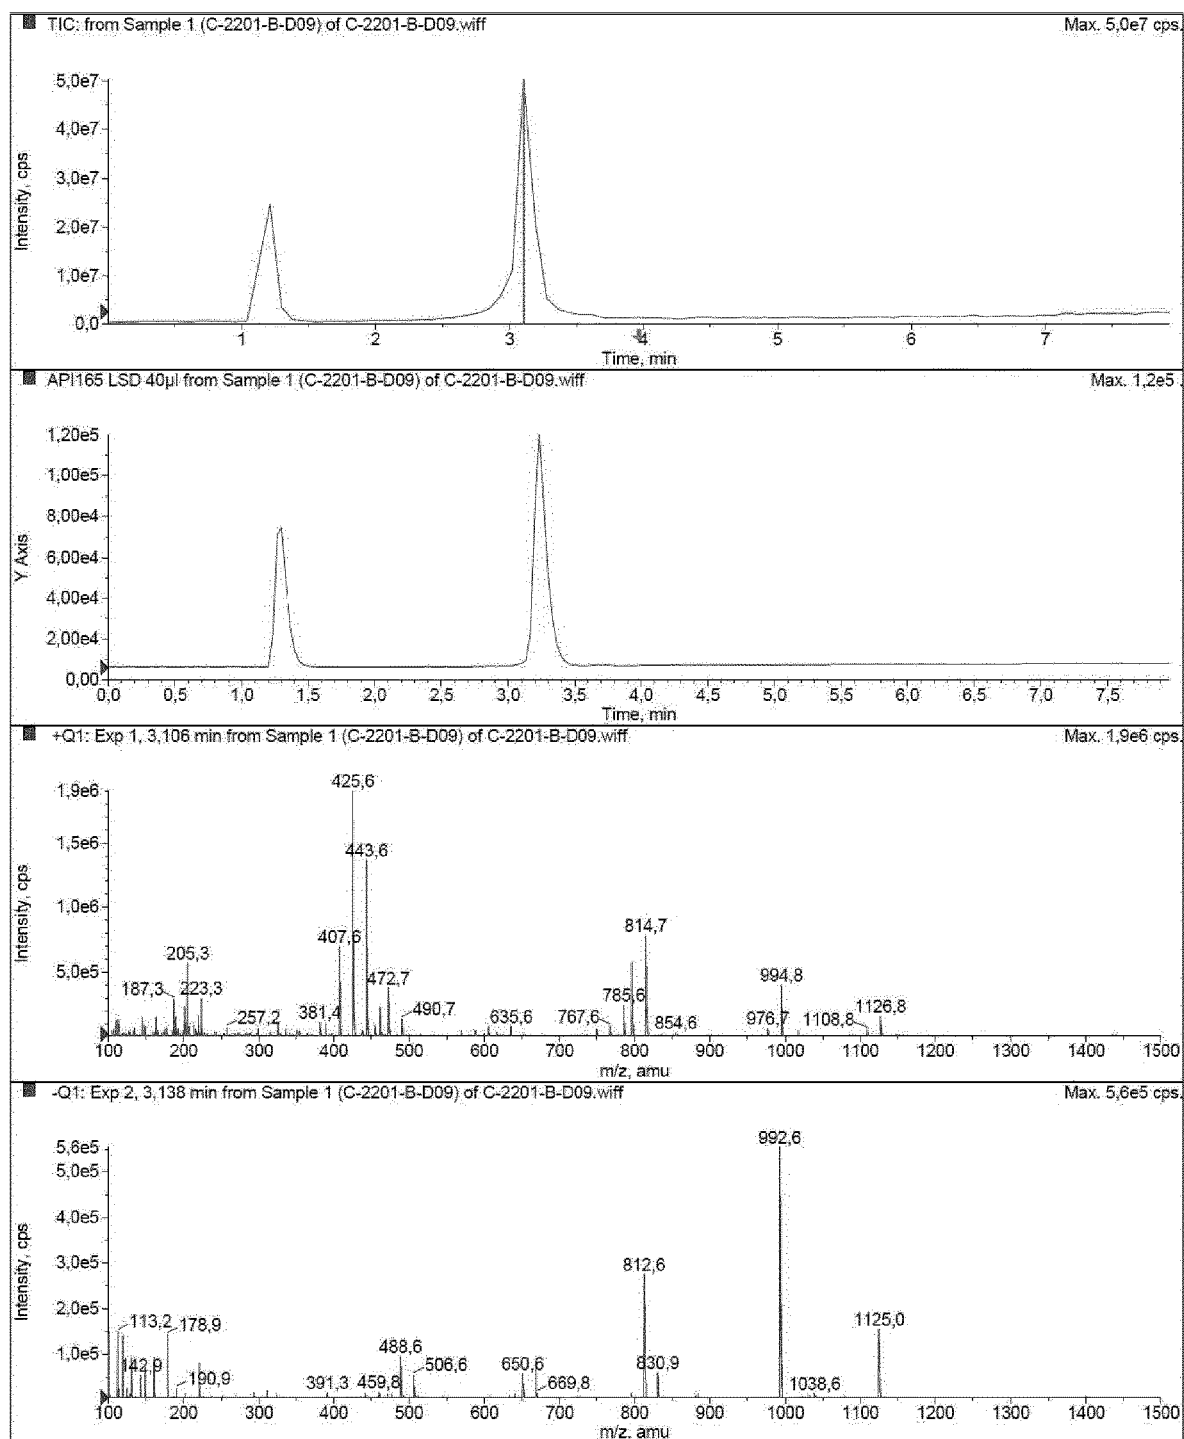 TIC: from Sample 1 (C-2201-B-D09) of C-2201-B-D09.wiff Max. 5,0e7 cps.
5,0e7
4,0e7
3,0e7
2,0e7
1,0e7
0,0
Intensity, cps
1 2 3 4 5 6 7
Time, min
API165 LSD 40µl from Sample 1 (C-2201-B-D09) of C-2201-B-D09.wiff Max. 1,2e5
1,20e5
1,00e5
8,00e4
6,00e4
4,00e4
2,00e4
0,00
Y Axis
0,0 0,5 1,0 1,5 2,0 2,5 3,0 3,5 4,0 4,5 5,0 5,5 6,0 6,5 7,0 7,5
Time, min
+Q1: Exp 1, 3,106 min from Sample 1 (C-2201-B-D09) of C-2201-B-D09.wiff Max. 1,9e6 cps.
1,9e6
1,5e6
1,0e6
5,0e5
Intensity, cps
425,6
443,6
407,6
814,7
205,3
472,7
994,8
187,3 223,3
785,6
257,2 381,4 490,7 635,6 767,6 854,6 976,7 1108,8 1126,8
100 200 300 400 500 600 700 800 900 1000 1100 1200 1300 1400 1500
m/z, amu
-Q1: Exp 2, 3,138 min from Sample 1 (C-2201-B-D09) of C-2201-B-D09.wiff Max. 5,6e5 cps.
5,6e5
5,0e5
4,0e5
3,0e5
2,0e5
1,0e5
Intensity, cps
992,6
812,6
113,2 178,9 1125,0
488,6
142,9 506,6 650,6 830,9
190,9 391,3 459,8 669,8 1038,6
100 200 300 400 500 600 700 800 900 1000 1100 1200 1300 1400 1500
m/z, amu